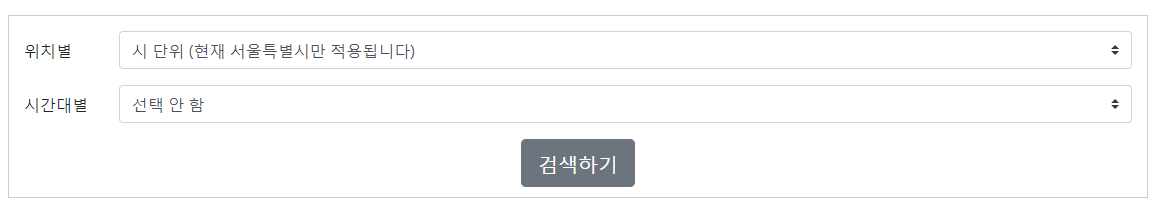 위치별 시 단위 (현재 서울특별시만 적용됩니다)
시간대별 선택 안 함
검색하기